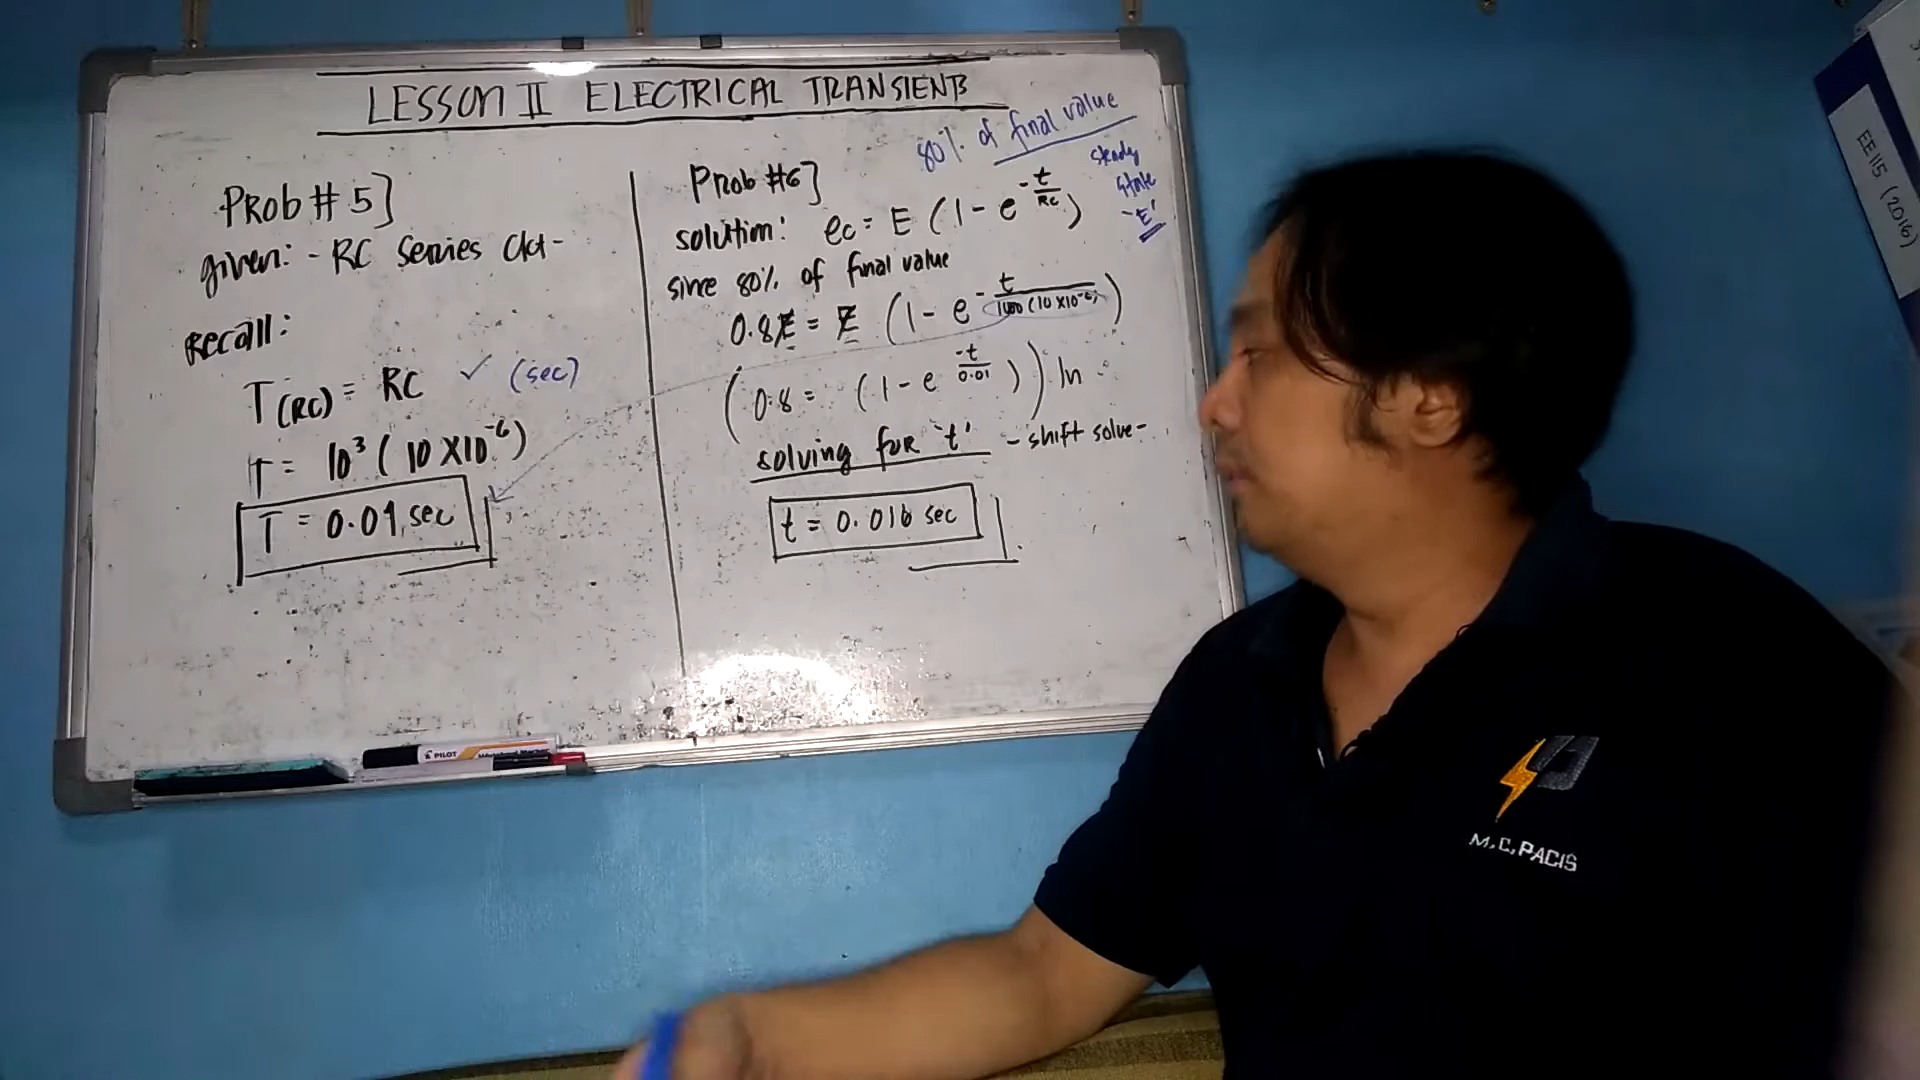 LESSON II ELECTRICAL TRANSIENTS
80% of final value
steady
state
-E'
PROB # 5]
given: - RC Series Ckt -
Recall:
T(RC) = RC ✓ (sec)
T = 10³ (10 X10⁻⁶)
T = 0.01 sec
Prob #6]
solution: ec = E (1 - e^-t/RC)
since 80% of final value
0.8E = E (1 - e^-t/1000(10x10⁻⁶))
(0.8 = (1 - e^-t/0.01)) ln
solving for 't' - shift solve -
t = 0.016 sec
PILOT
M.C.PACIS
EE 115 (2016)